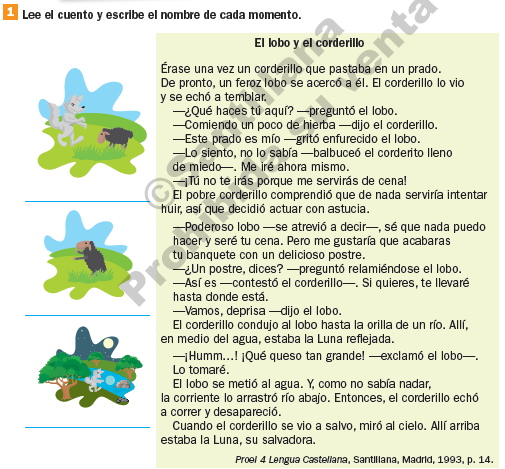 1 Lee el cuento y escribe el nombre de cada momento.
El lobo y el corderillo
Érase una vez un corderillo que pastaba en un prado.
De pronto, un feroz lobo se acercó a él. El corderillo lo vio
y se echó a temblar.
—¿Qué haces tú aquí? —preguntó el lobo.
—Comiendo un poco de hierba —dijo el corderillo.
—Este prado es mío —gritó enfurecido el lobo.
—Lo siento, no lo sabía —balbuceó el corderito lleno
de miedo—. Me iré ahora mismo.
—¡Tú no te irás porque me servirás de cena!
El pobre corderillo comprendió que de nada serviría intentar
huir, así que decidió actuar con astucia.
—Poderoso lobo —se atrevió a decir—, sé que nada puedo
hacer y seré tu cena. Pero me gustaría que acabaras
tu banquete con un delicioso postre.
—¿Un postre, dices? —preguntó relamiéndose el lobo.
—Así es —contestó el corderillo—. Si quieres, te llevaré
hasta donde está.
—Vamos, deprisa —dijo el lobo.
El corderillo condujo al lobo hasta la orilla de un río. Allí,
en medio del agua, estaba la Luna reflejada.
—¡Humm…! ¡Qué queso tan grande! —exclamó el lobo—.
Lo tomaré.
El lobo se metió al agua. Y, como no sabía nadar,
la corriente lo arrastró río abajo. Entonces, el corderillo echó
a correr y desapareció.
Cuando el corderillo se vio a salvo, miró al cielo. Allí arriba
estaba la Luna, su salvadora.
Proel 4 Lengua Castellana, Santillana, Madrid, 1993, p. 14.
©Santillana
Prohibida su venta